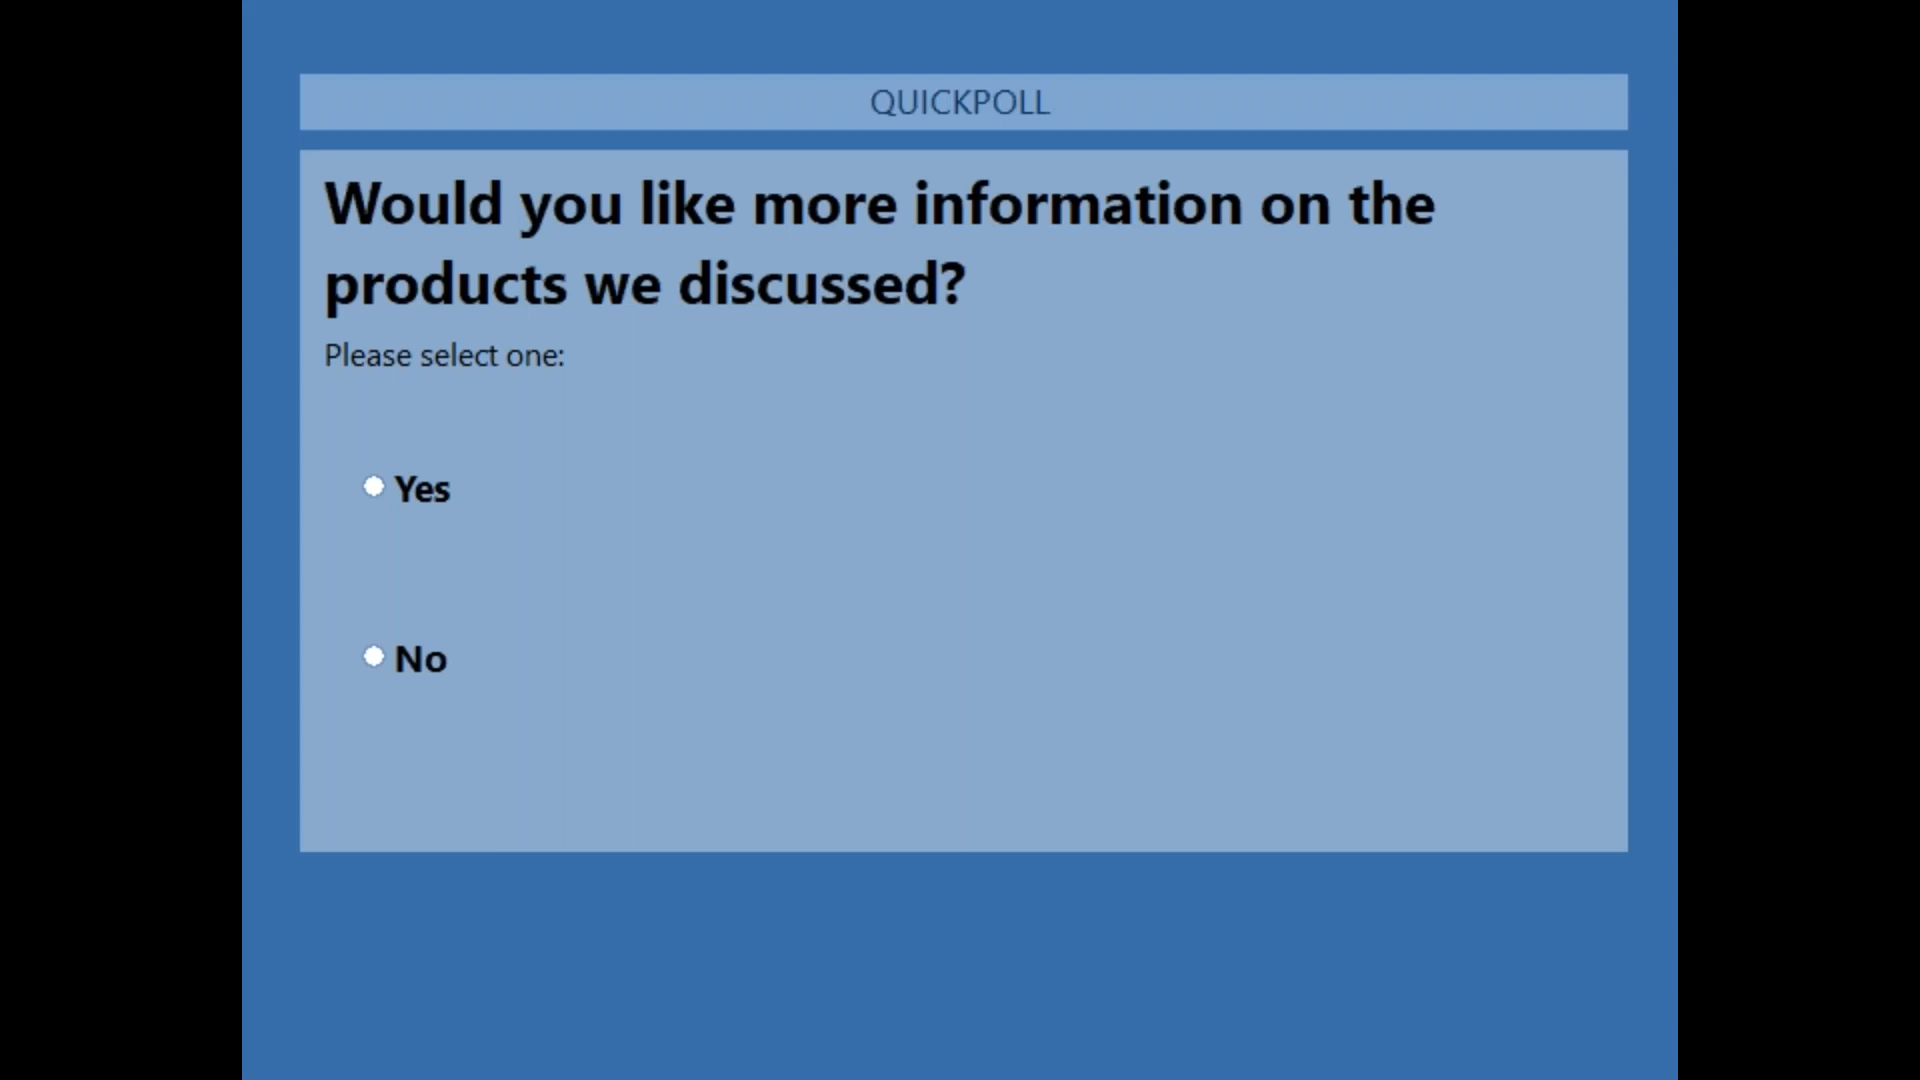 QUICKPOLL
Would you like more information on the
products we discussed?
Please select one:
Yes
No